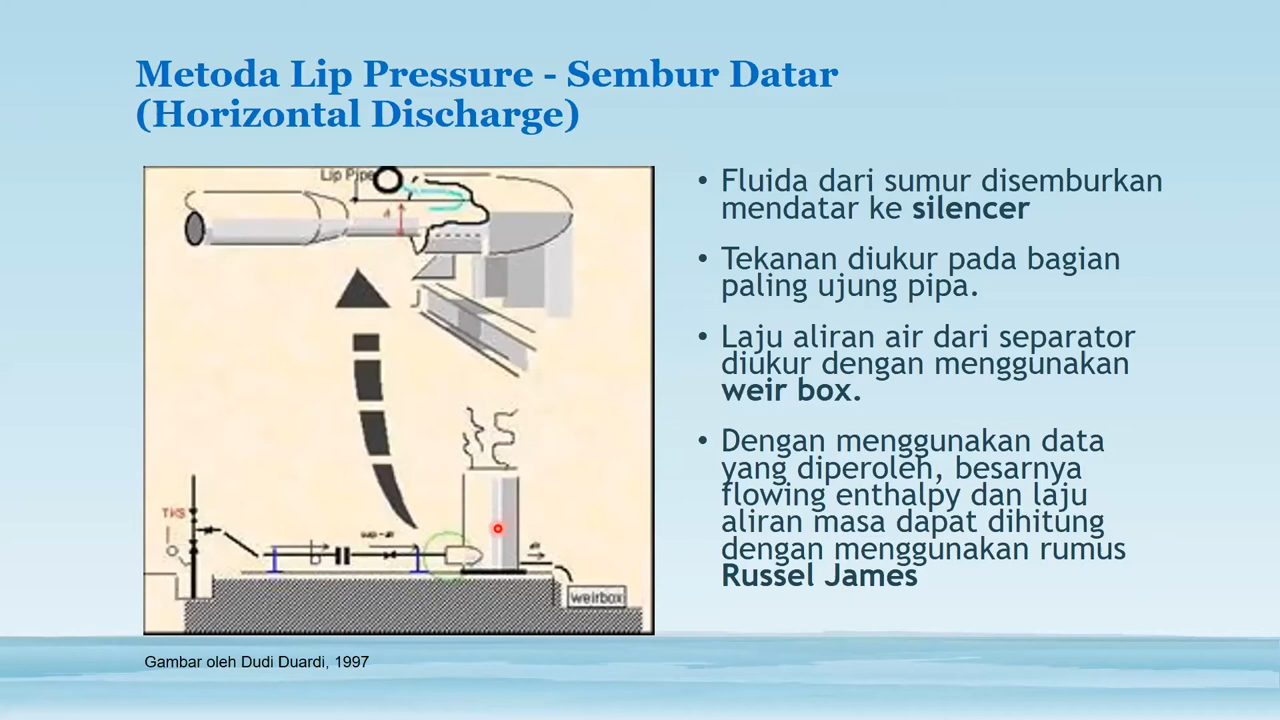 Metoda Lip Pressure - Sembur Datar
(Horizontal Discharge)
Lip Pipe
d
TKS
uap - air
air
weirbox
Gambar oleh Dudi Duardi, 1997
• Fluida dari sumur disemburkan
mendatar ke silencer
• Tekanan diukur pada bagian
paling ujung pipa.
• Laju aliran air dari separator
diukur dengan menggunakan
weir box.
• Dengan menggunakan data
yang diperoleh, besarnya
flowing enthalpy dan laju
aliran masa dapat dihitung
dengan menggunakan rumus
Russel James